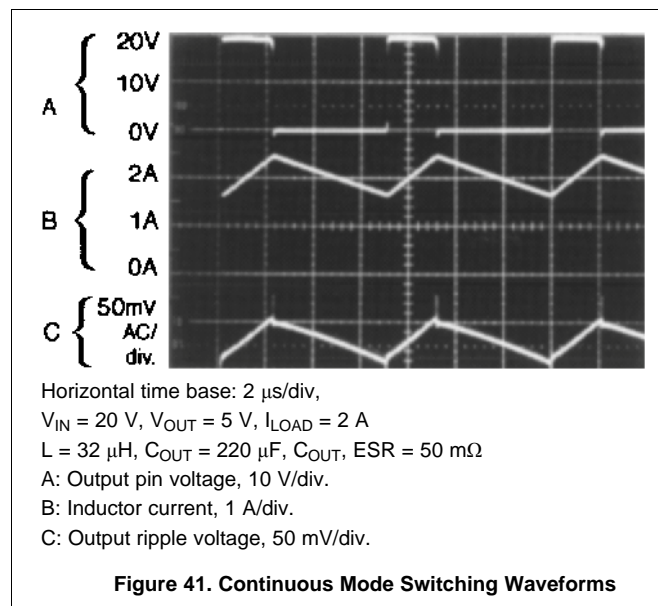 20V
10V
A
0V
2A
B
1A
0A
50mV
C
AC/
div.
Horizontal time base: 2 μs/div,
V_IN = 20 V, V_OUT = 5 V, I_LOAD = 2 A
L = 32 μH, C_OUT = 220 μF, C_OUT, ESR = 50 mΩ
A: Output pin voltage, 10 V/div.
B: Inductor current, 1 A/div.
C: Output ripple voltage, 50 mV/div.
Figure 41. Continuous Mode Switching Waveforms